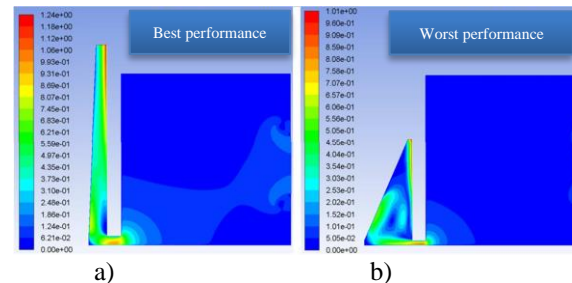 1.24e+00
1.18e+00
1.12e+00
1.06e+00
9.93e-01
9.31e-01
8.69e-01
8.07e-01
7.45e-01
6.83e-01
6.21e-01
5.59e-01
4.97e-01
4.35e-01
3.73e-01
3.10e-01
2.48e-01
1.86e-01
1.24e-01
6.21e-02
0.00e+00
Best performance
1.01e+00
9.60e-01
9.10e-01
8.59e-01
8.09e-01
7.58e-01
7.08e-01
6.57e-01
6.07e-01
5.56e-01
5.06e-01
4.55e-01
4.04e-01
3.54e-01
3.03e-01
2.53e-01
2.02e-01
1.52e-01
1.01e-01
5.05e-02
0.00e+00
Worst performance
a)
b)